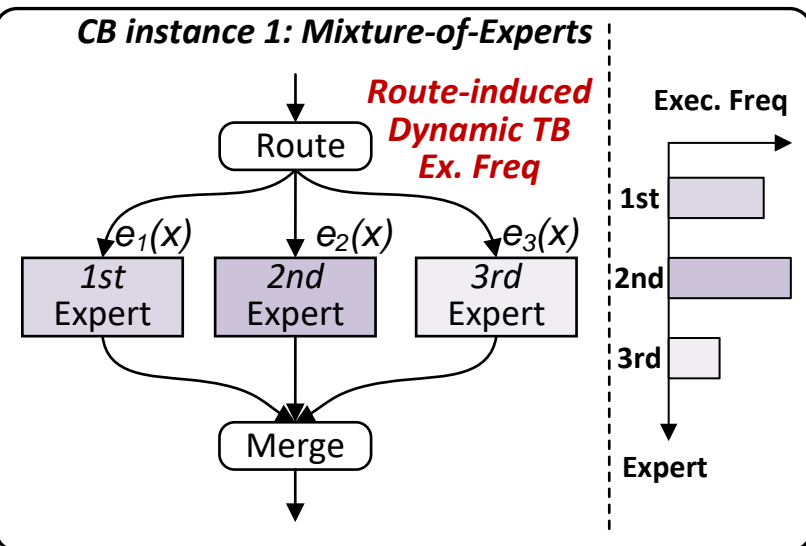 CB instance 1: Mixture-of-Experts
Route-induced
Dynamic TB
Ex. Freq
Route
e₁(x)
e₂(x)
e₃(x)
1st
Expert
2nd
Expert
3rd
Expert
Merge
Exec. Freq
1st
2nd
3rd
Expert